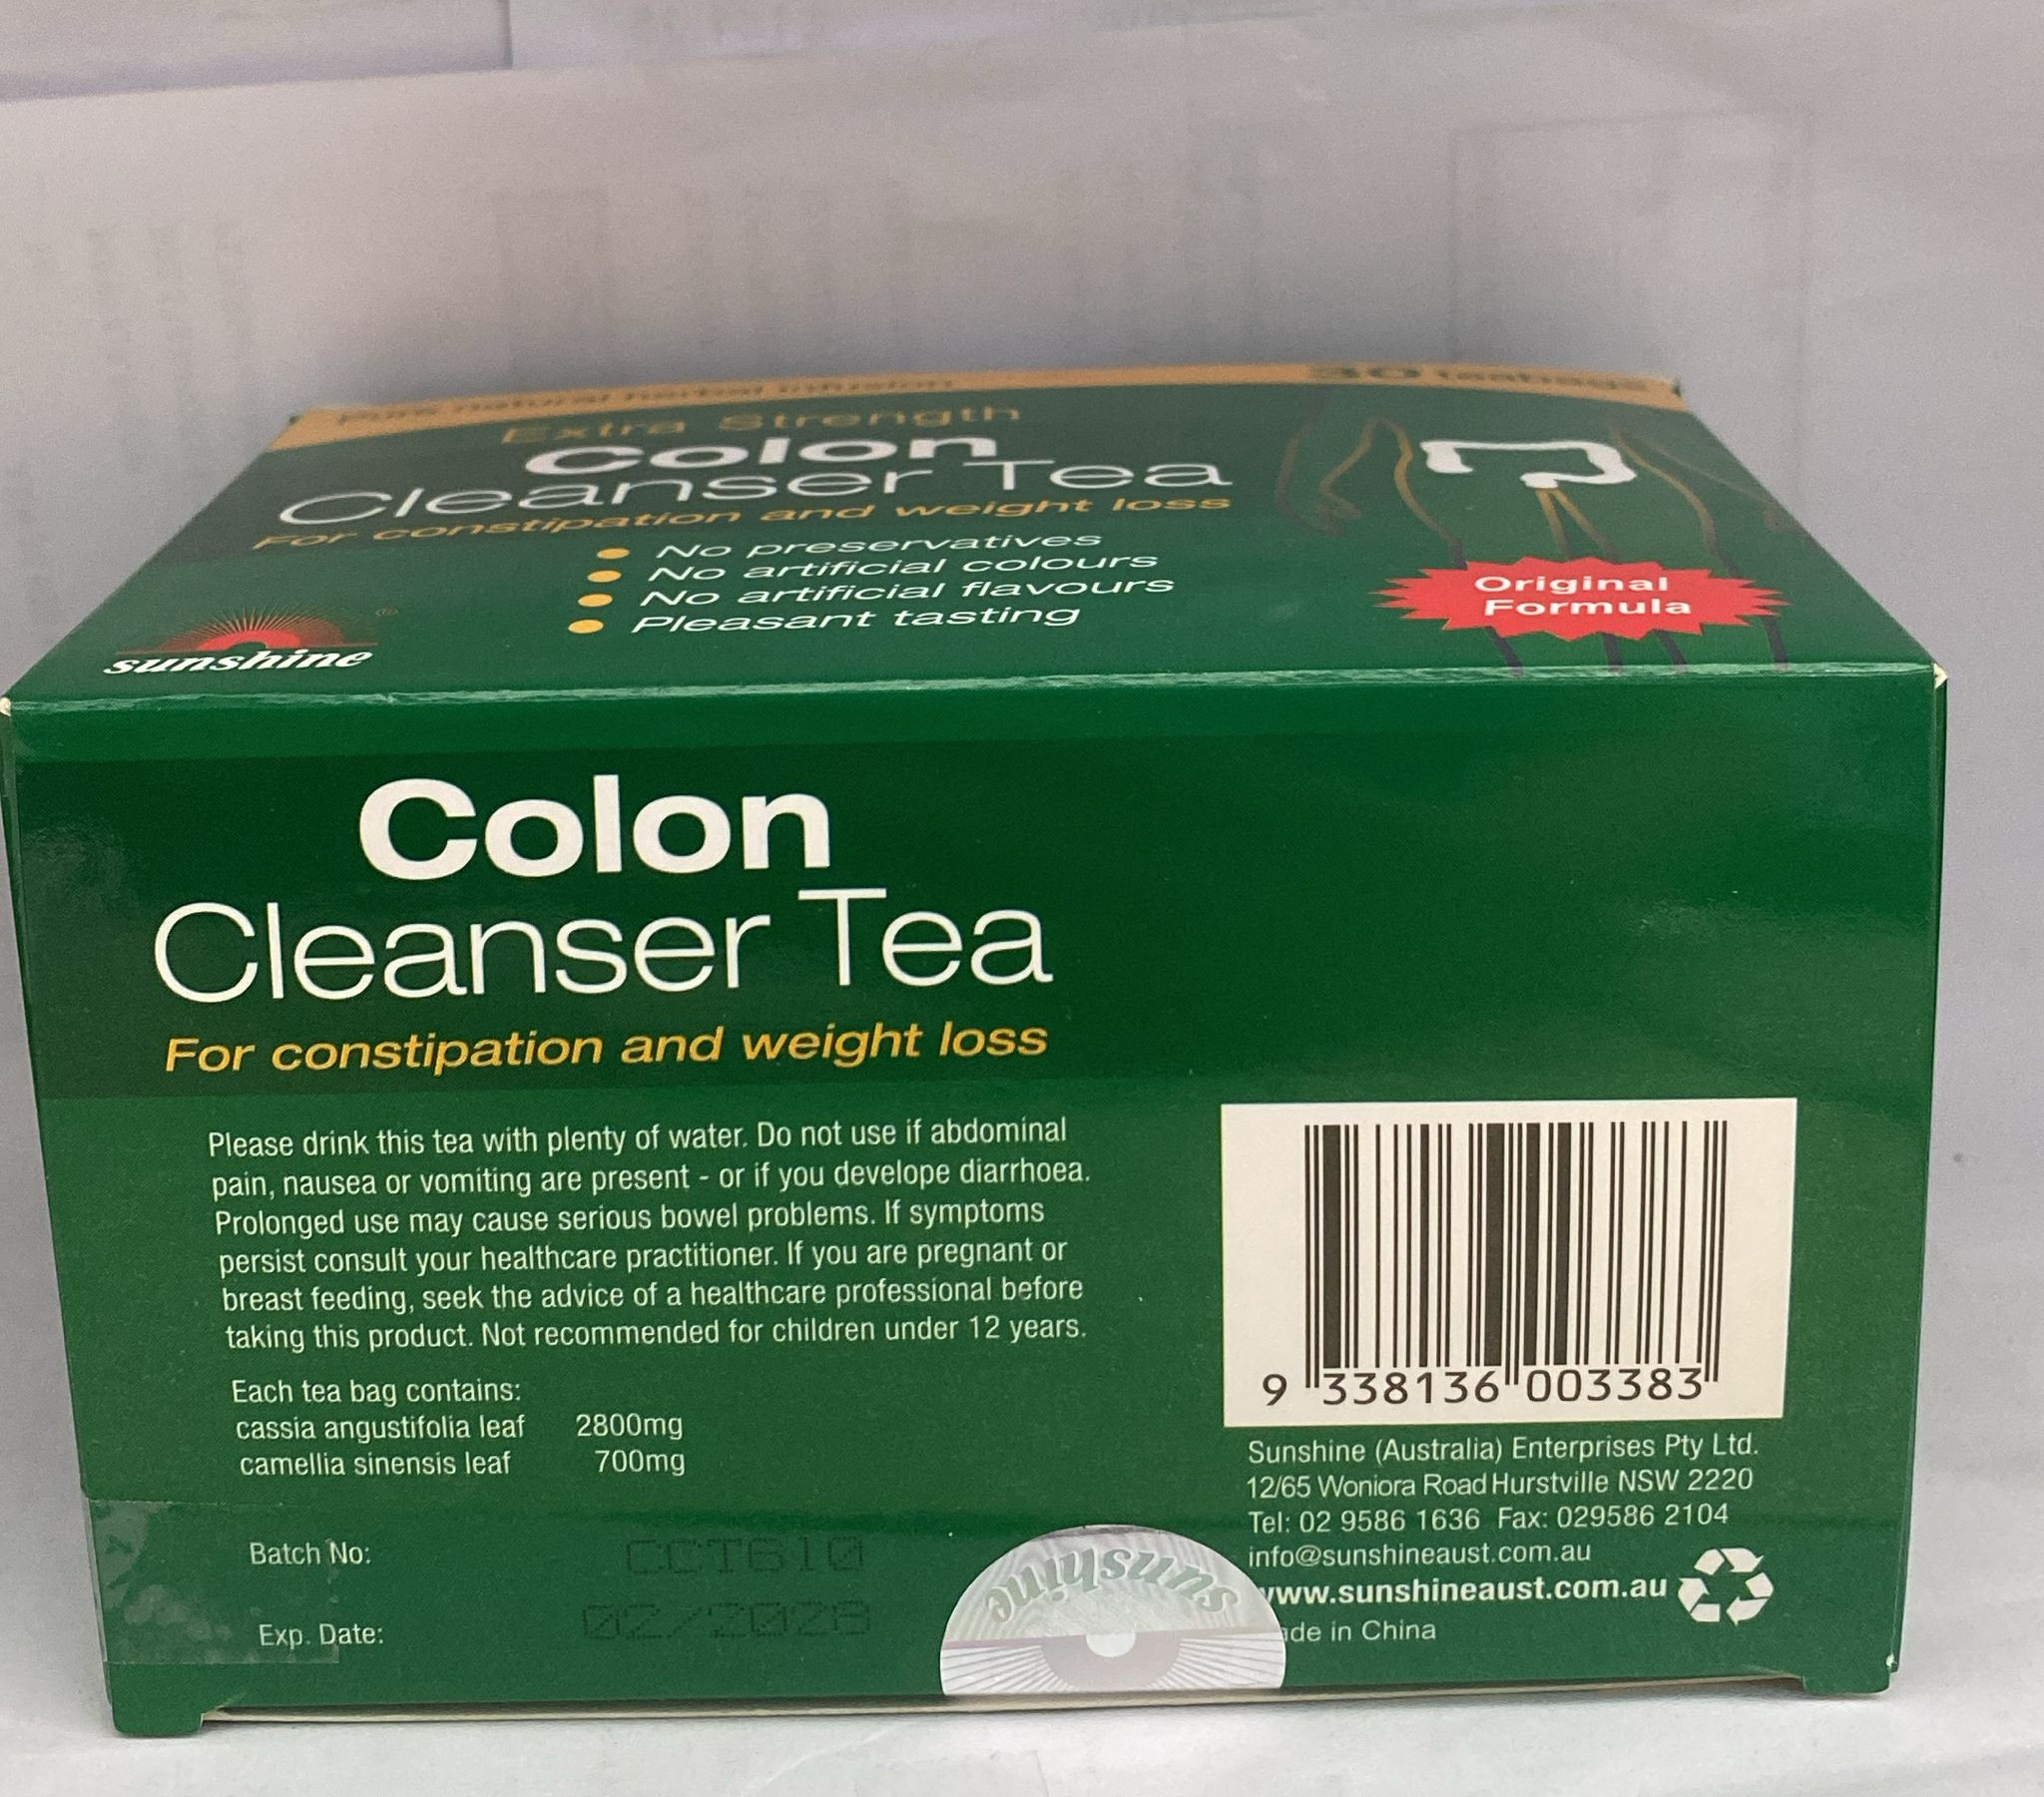 Pure natural herbal infusion
30 teabags
Extra Strength
Colon
Cleanser Tea
For constipation and weight loss
No preservatives
No artificial colours
No artificial flavours
Pleasant tasting
Original
Formula
®
sunshine
Colon
Cleanser Tea
For constipation and weight loss
Please drink this tea with plenty of water. Do not use if abdominal
pain, nausea or vomiting are present - or if you develope diarrhoea.
Prolonged use may cause serious bowel problems. If symptoms
persist consult your healthcare practitioner. If you are pregnant or
breast feeding, seek the advice of a healthcare professional before
taking this product. Not recommended for children under 12 years.
Each tea bag contains:
cassia angustifolia leaf 2800mg
camellia sinensis leaf 700mg
Batch No: CCT610
Exp. Date: 02/2028
sunshine
9 338136 003383
Sunshine (Australia) Enterprises Pty Ltd.
12/65 Woniora Road Hurstville NSW 2220
Tel: 02 9586 1636 Fax: 029586 2104
info@sunshineaust.com.au
www.sunshineaust.com.au
ade in China